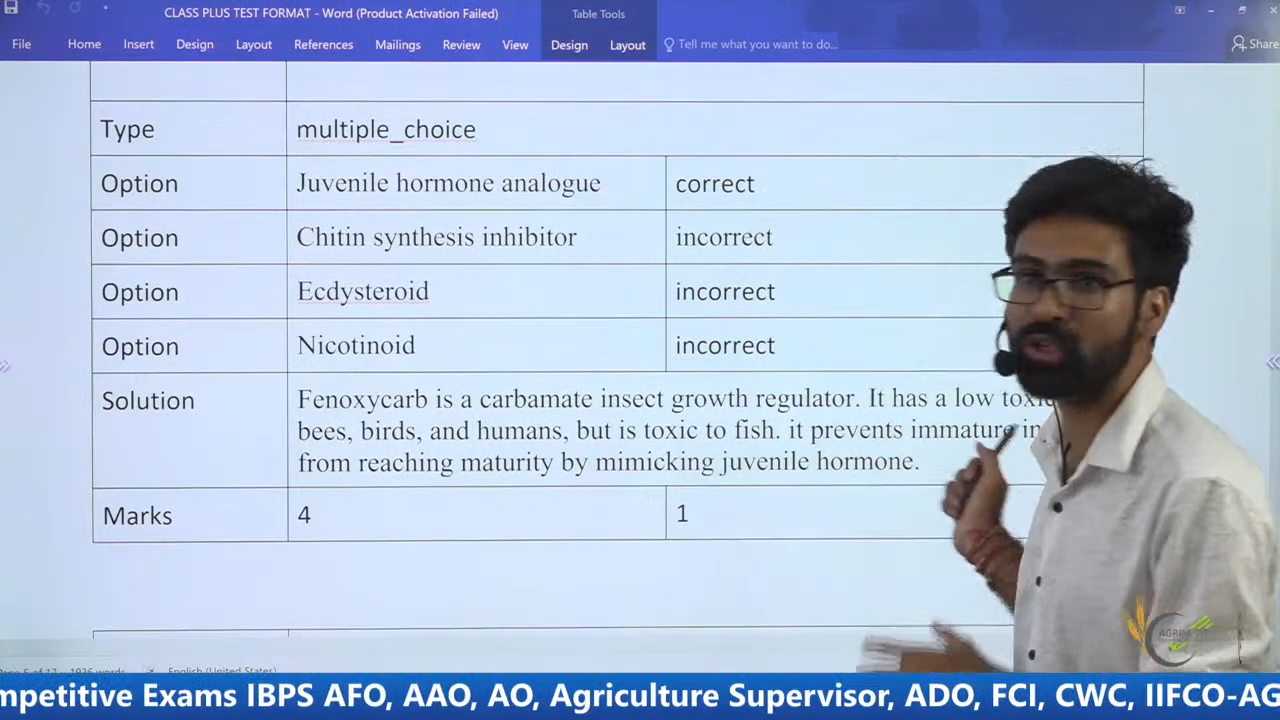 CLASS PLUS TEST FORMAT - Word (Product Activation Failed)
Table Tools
File Home Insert Design Layout References Mailings Review View Design Layout Tell me what you want to do... Share
Type multiple_choice
Option Juvenile hormone analogue correct
Option Chitin synthesis inhibitor incorrect
Option Ecdysteroid incorrect
Option Nicotinoid incorrect
Solution Fenoxycarb is a carbamate insect growth regulator. It has a low
bees, birds, and humans, but is toxic to fish. it prevents immature
from reaching maturity by mimicking juvenile hormone.
Marks 4 1
English (United States)
mpetitive Exams IBPS AFO, AAO, AO, Agriculture Supervisor, ADO, FCI, CWC, IIFCO-AG